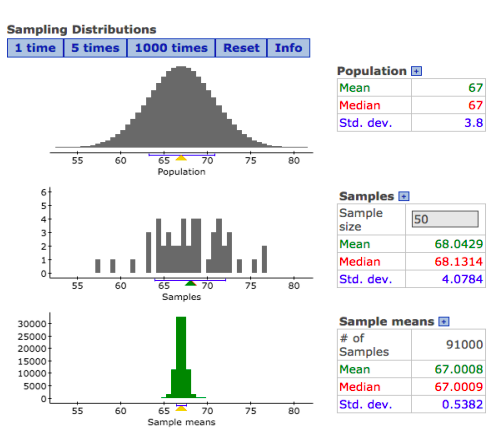 Sampling Distributions
1 time 5 times 1000 times Reset Info
Population +
Mean 67
Median 67
Std. dev. 3.8
55 60 65 70 75 80
Population
Samples +
Sample size 50
Mean 68.0429
Median 68.1314
Std. dev. 4.0784
6
5
4
3
2
1
0
55 60 65 70 75 80
Samples
Sample means +
# of Samples 91000
Mean 67.0008
Median 67.0009
Std. dev. 0.5382
30000
25000
20000
15000
10000
5000
0
55 60 65 70 75 80
Sample means